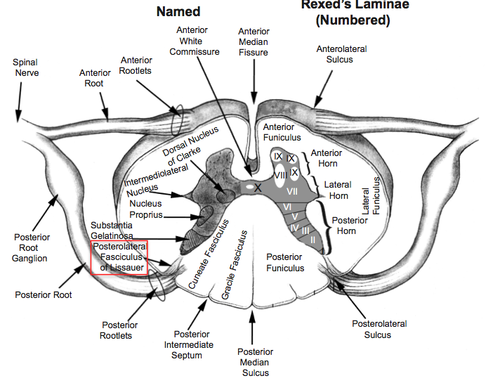 Named
Rexed's Laminae
(Numbered)
Anterior
White
Commissure
Anterior
Median
Fissure
Anterolateral
Sulcus
Spinal
Nerve
Anterior
Root
Anterior
Rootlets
Dorsal Nucleus
of Clarke
Intermediolateral
Nucleus
Nucleus
Proprius
Substantia
Gelatinosa
Posterolateral
Fasciculus
of Lissauer
Anterior
Funiculus
IX
IX
IX
VIII
X
VII
VI
V
IV
III
II
Anterior
Horn
Lateral
Horn
Posterior
Horn
Lateral
Funiculus
Cuneate Fasciculus
Gracile Fasciculus
Posterior
Funiculus
Posterior
Root
Ganglion
Posterior Root
Posterior
Rootlets
Posterior
Intermediate
Septum
Posterior
Median
Sulcus
Posterolateral
Sulcus